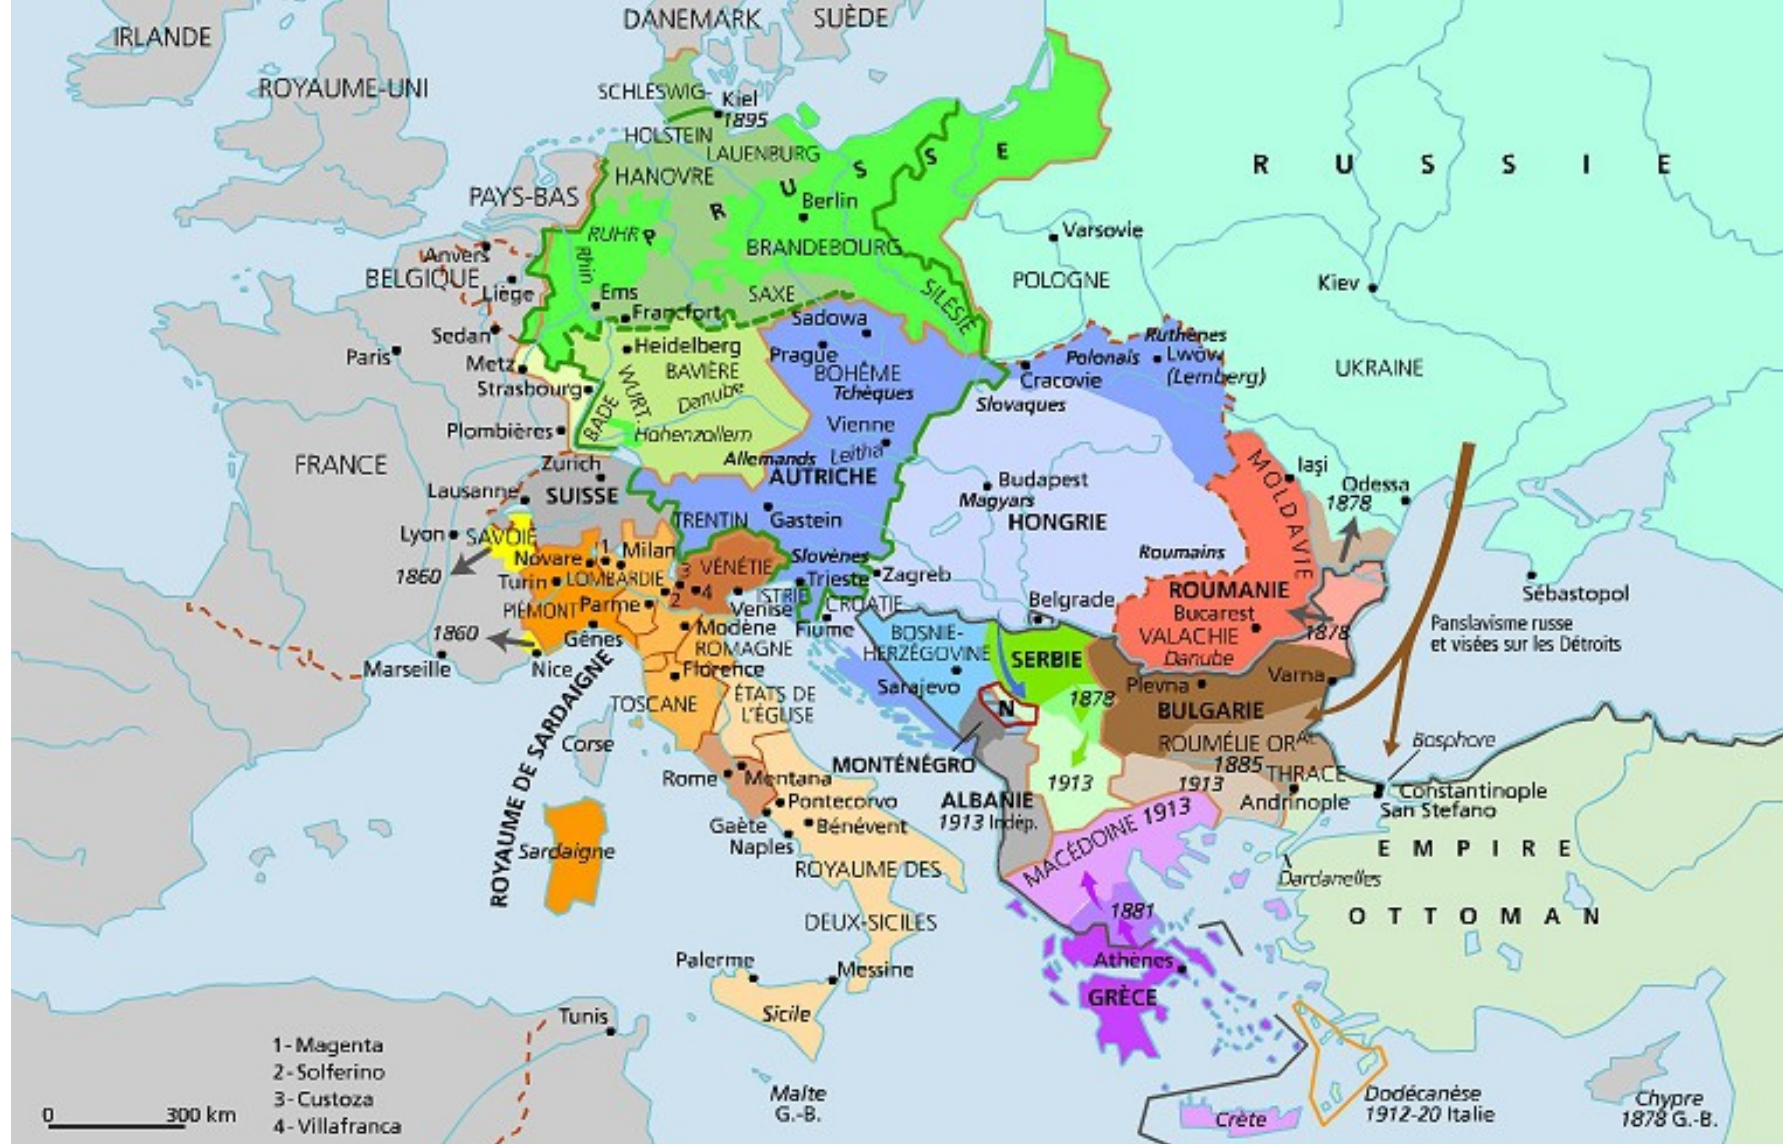 DANEMARK
SUÈDE
IRLANDE
ROYAUME-UNI
SCHLESWIG-
Kiel
1895
HOLSTEIN
LAUENBURG
HANOVRE
PAYS-BAS
P R U S S E
Berlin
RUHR
BRANDEBOURG
Rhin
Anvers
BELGIQUE
Liège
Ems
SAXE
SILÉSIE
Francfort
Sedan
Paris
Metz
Strasbourg
Heidelberg
BAVIÈRE
WURT.
BADE
Danube
Hohenzollern
Plombières
FRANCE
Zurich
Lausanne
SUISSE
R U S S I E
Varsovie
POLOGNE
Kiev
UKRAINE
Sadowa
Prague
BOHÊME
Tchèques
Vienne
Leitha
Allemands
AUTRICHE
Ruthènes
Polonais
Lwów
(Lemberg)
Cracovie
Slovaques
Budapest
Magyars
HONGRIE
Roumains
MOLDAVIE
Iaşi
Odessa
1878
Sébastopol
Panslavisme russe
et visées sur les Détroits
Lyon
SAVOIE
1860
Novare
1
Milan
Turin
LOMBARDIE
PIÉMONT
Parme
Gênes
TRENTIN
Gastein
VÉNÉTIE
3
4
2
Venise
Slovènes
Trieste
ISTRIE
Zagreb
CROATIE
Fiume
1860
Nice
Marseille
Modène
ROMAGNE
Florence
TOSCANE
ÉTATS DE
L'ÉGLISE
ROYAUME DE SARDAIGNE
Corse
Sardaigne
Rome
Mentana
Pontecorvo
Gaète
Bénévent
Naples
ROYAUME DES
DEUX-SICILES
Palerme
Messine
Sicile
Tunis
Malte
G.-B.
Belgrade
BOSNIE-
HERZÉGOVINE
Sarajevo
SERBIE
N
1878
MONTÉNÉGRO
ALBANIE
1913 Indép.
1913
ROUMANIE
Bucarest
VALACHIE
Danube
1878
Plevna
Varna
BULGARIE
ROUMÉLIE ORALE
1885
1913
THRACE
Andrinople
MACÉDOINE 1913
1881
Athènes
GRÈCE
Bosphore
Constantinople
San Stefano
Dardanelles
E M P I R E
O T T O M A N
Crète
Dodécanèse
1912-20 Italie
Chypre
1878 G.-B.
1- Magenta
2- Solferino
3- Custoza
4- Villafranca
0 300 km